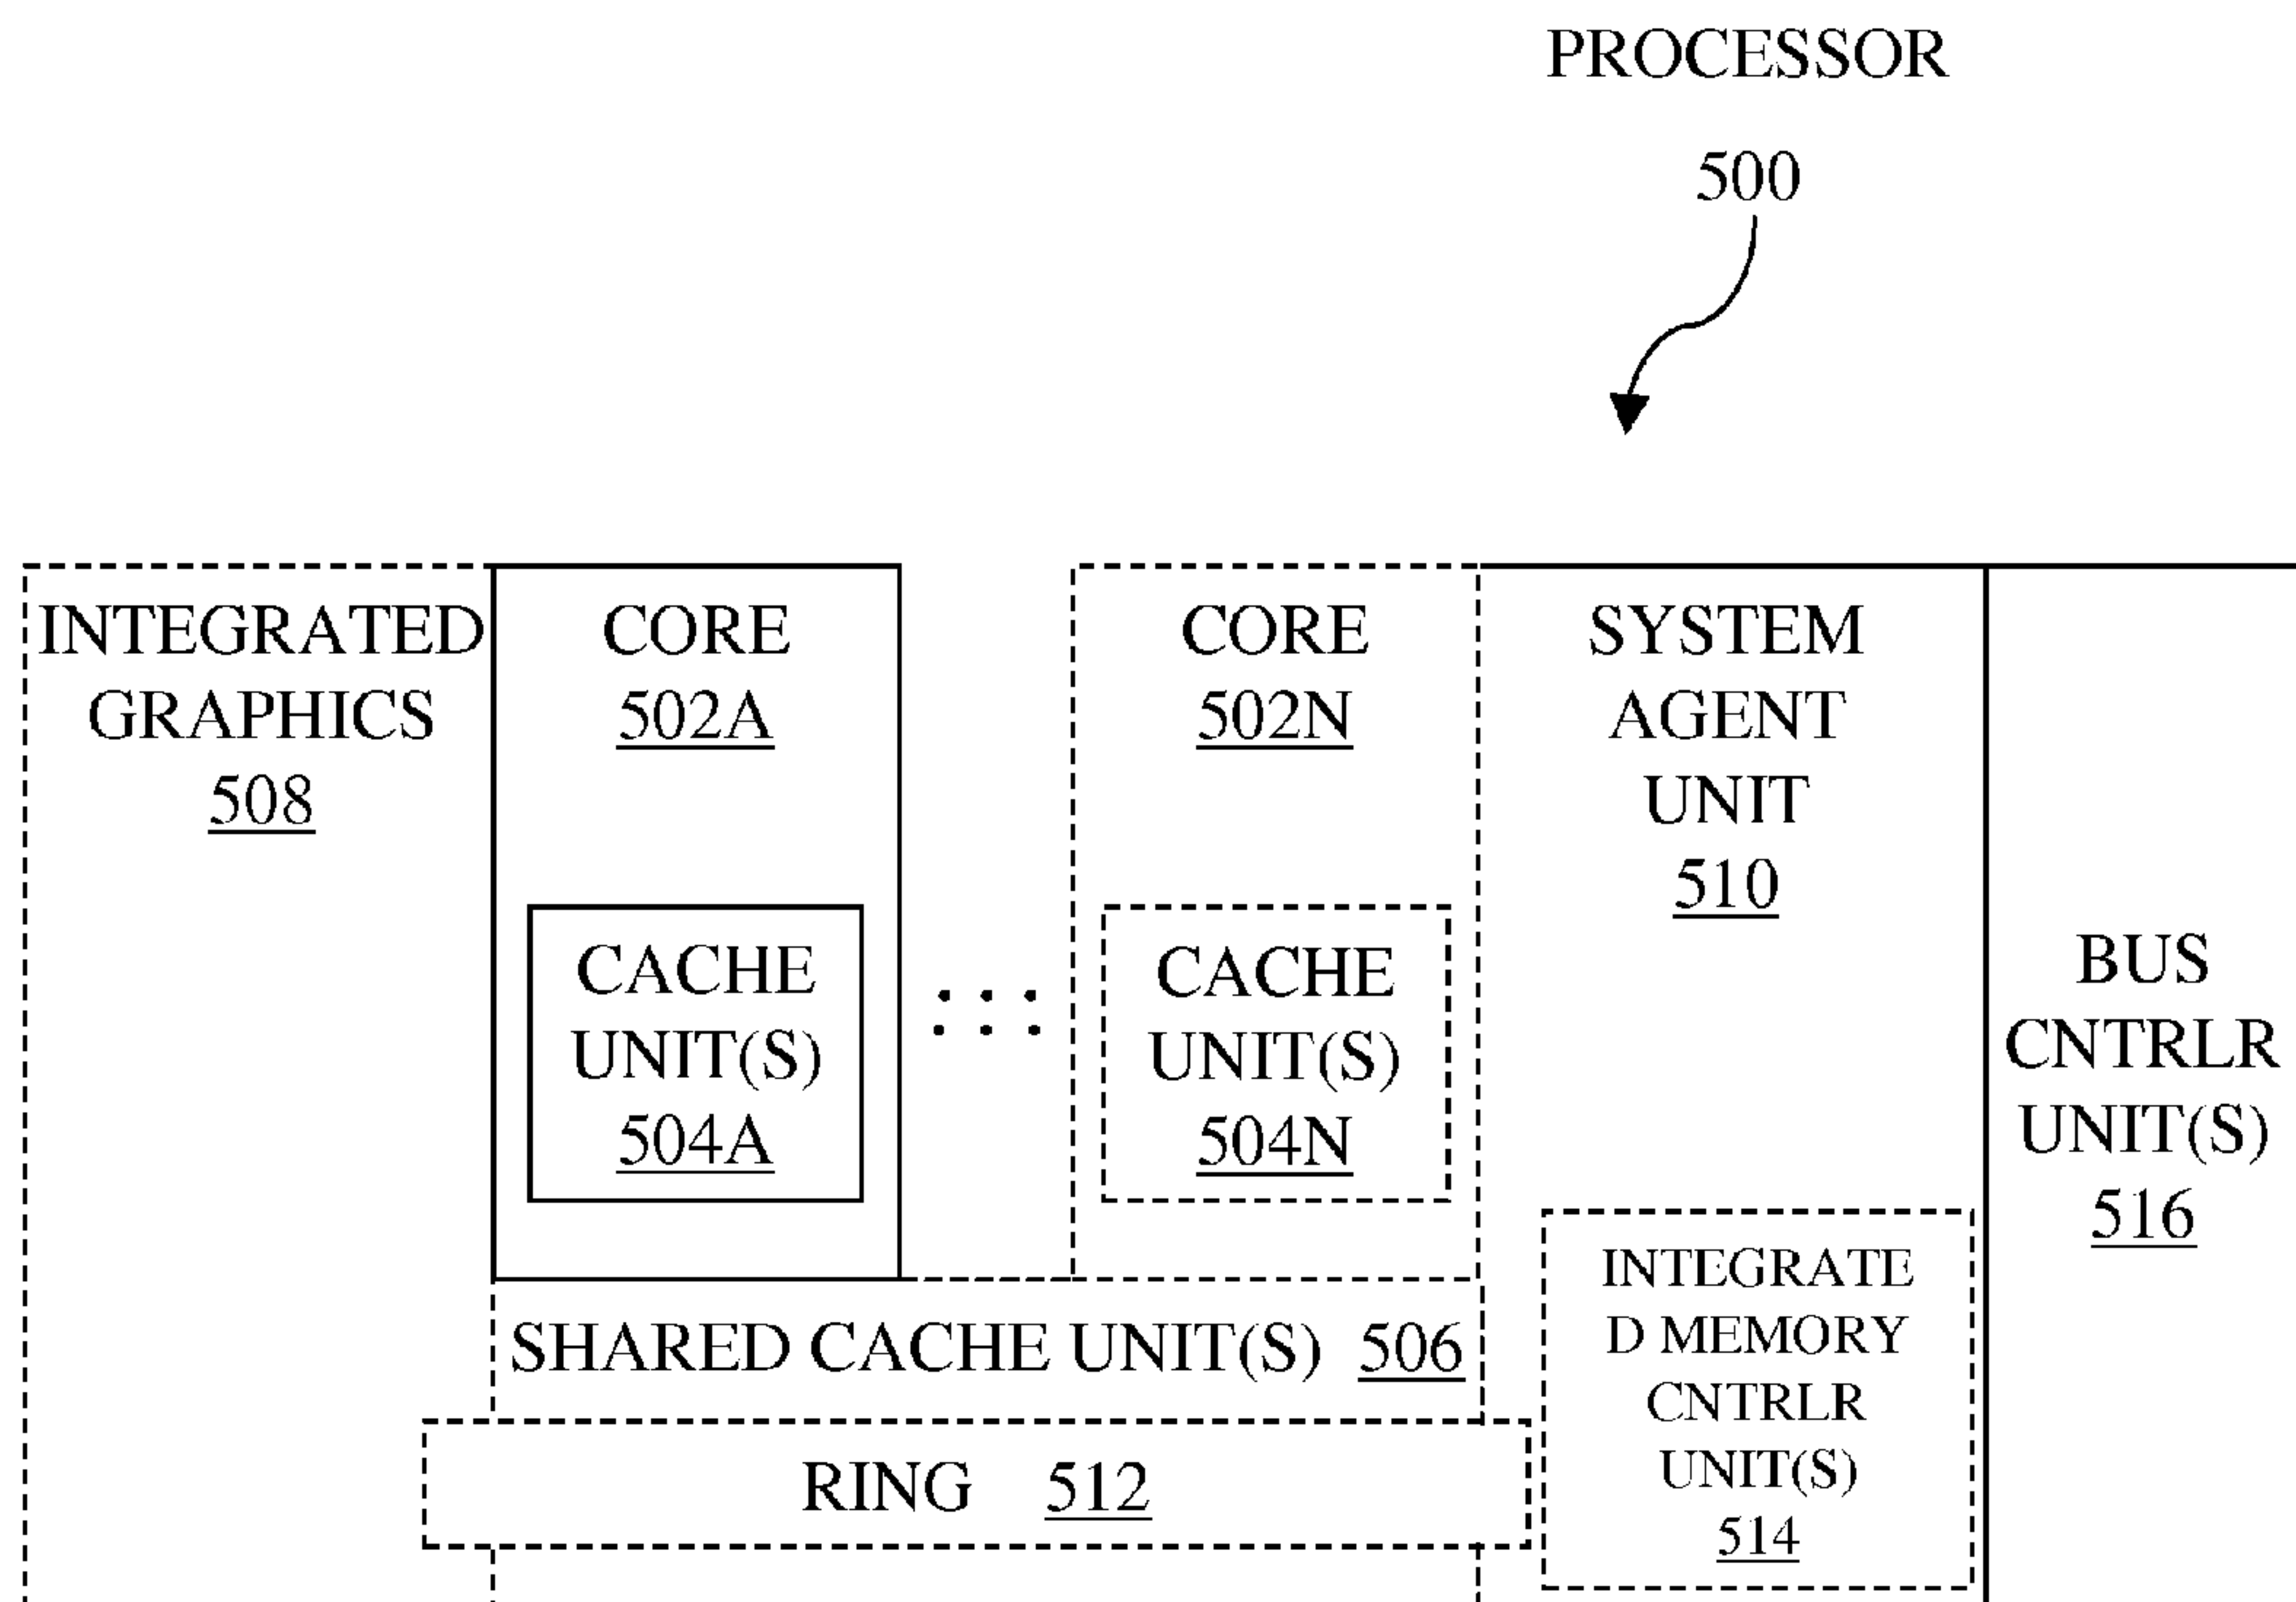 PROCESSOR
500
INTEGRATED
GRAPHICS
508
CORE
502A
CACHE
UNIT(S)
504A
CORE
502N
CACHE
UNIT(S)
504N
SYSTEM
AGENT
UNIT
510
BUS
CNTRLR
UNIT(S)
516
INTEGRATE
D MEMORY
CNTRLR
UNIT(S)
514
SHARED CACHE UNIT(S) 506
RING 512